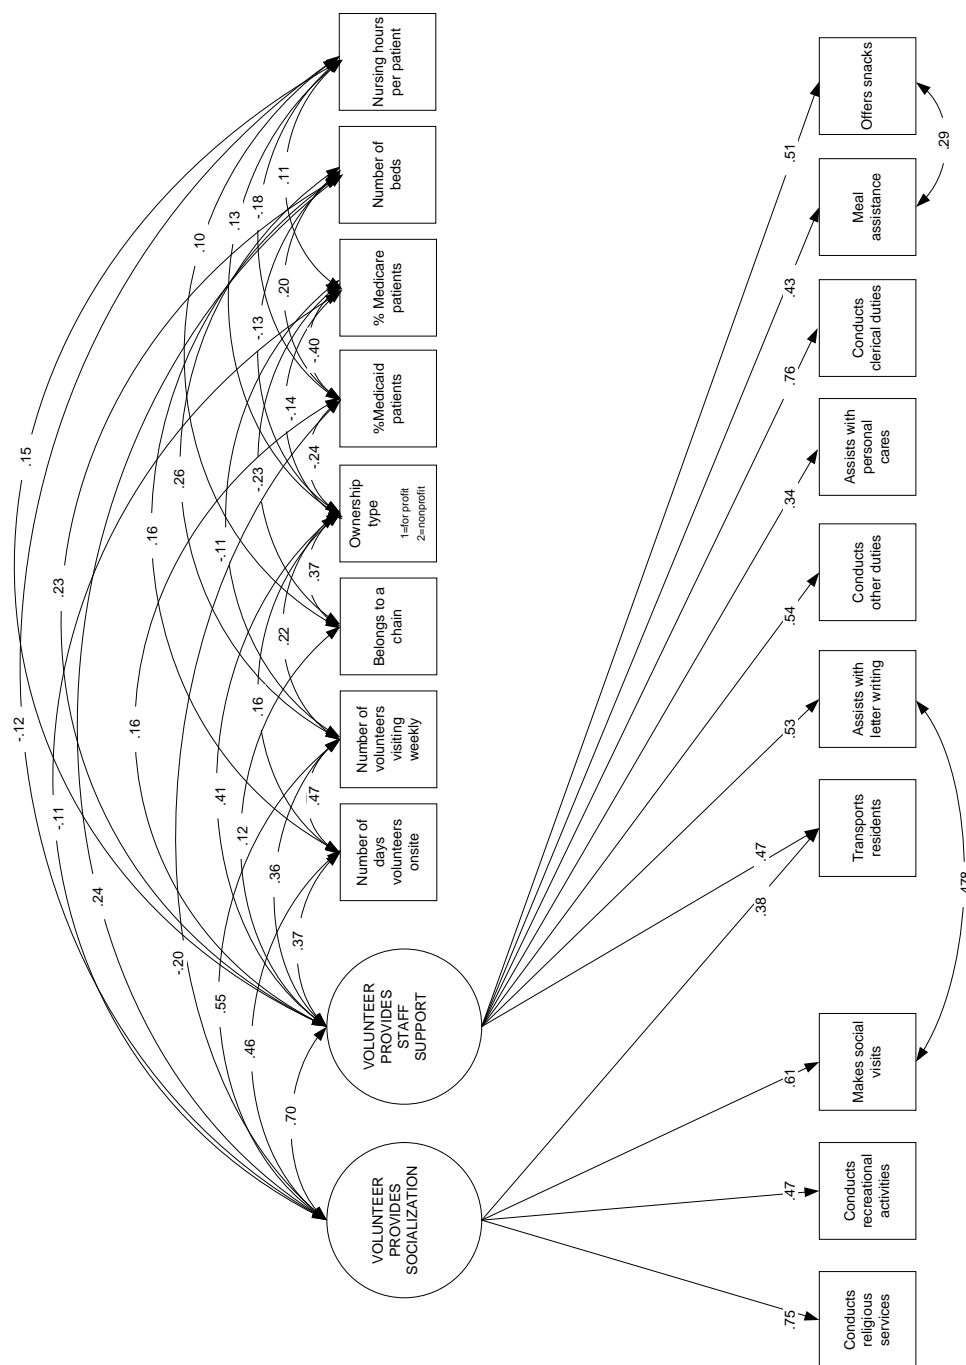 -.12
.15
-.11
.23
.24
.16
.16
-.20
.26
.10
.55
.41
-.11
.13
.12
.46
.16
-.23
-.13
-.18
.36
.22
.20
.11
.70
-.14
.37
.47
.37
-.24
-.40
VOLUNTEER
PROVIDES
SOCIALIZATION
VOLUNTEER
PROVIDES
STAFF
SUPPORT
Number of
days
volunteers
onsite
Number of
volunteers
visiting
weekly
Belongs to a
chain
Ownership
type
1=for profit
2=nonprofit
%Medicaid
patients
% Medicare
patients
Number of
beds
Nursing hours
per patient
.75
.47
.61
.38
.47
.53
.54
.34
.76
.43
.51
Conducts
religious
services
Conducts
recreational
activities
Makes social
visits
Transports
residents
Assists with
letter writing
Conducts
other duties
Assists with
personal
cares
Conducts
clerical duties
Meal
assistance
Offers snacks
.29
478